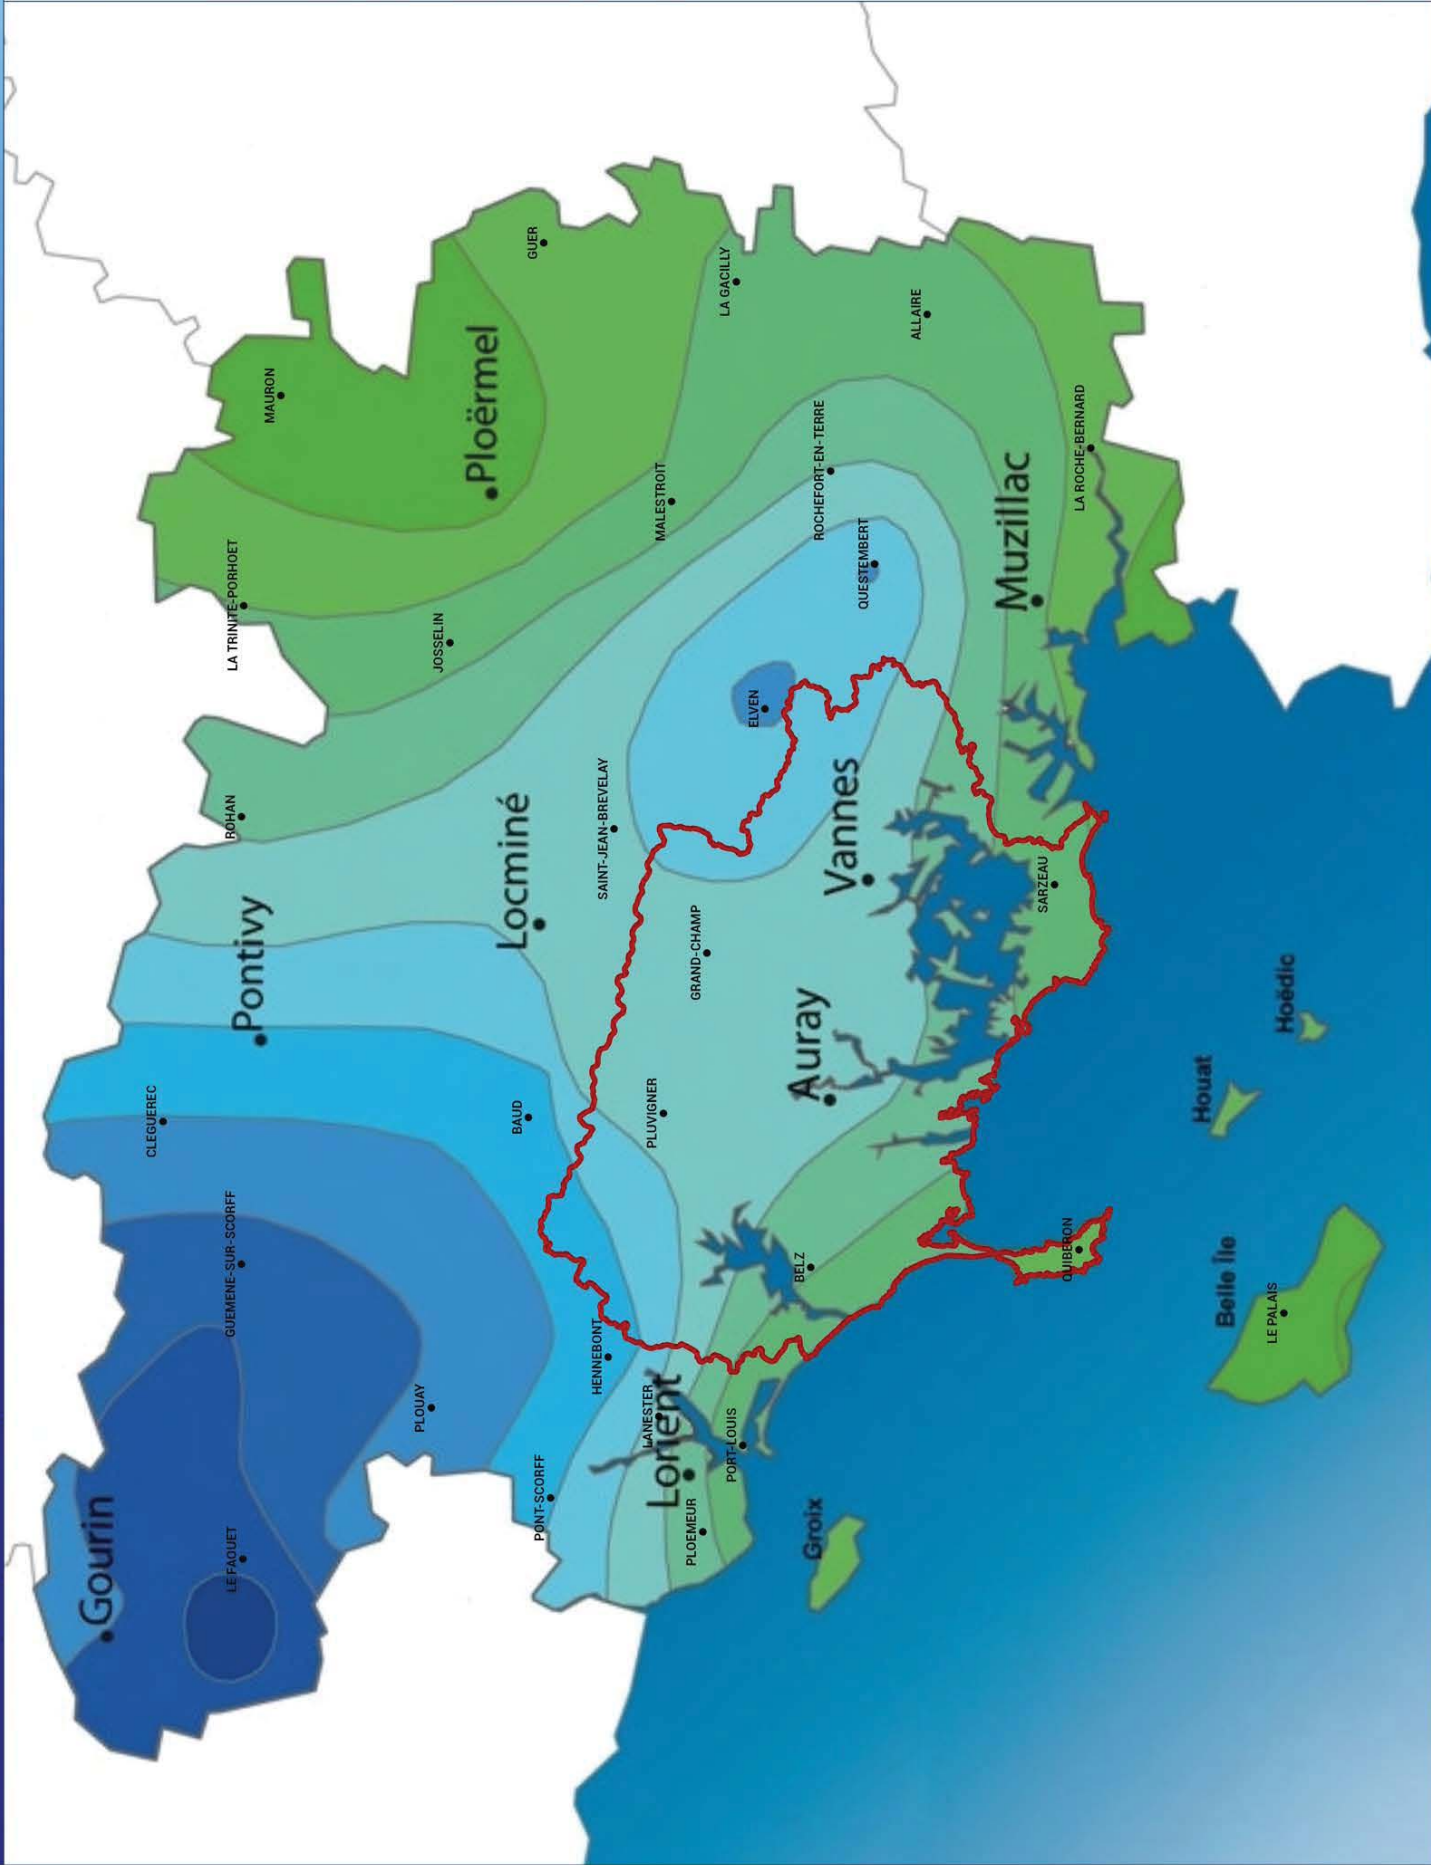 Gourin
LE FAOUET
GUEMENE-SUR-SCORFF
CLEGUEREC
Pontivy
ROHAN
LA TRINITE-PORHOET
MAURON
PLOUAY
JOSSELIN
Ploërmel
GUER
PONT-SCORFF
BAUD
Locminé
HENNEBONT
SAINT-JEAN-BREVELAY
LANESTER
Lorient
PLUVIGNER
MALESTROIT
PLOEMEUR
PORT-LOUIS
GRAND-CHAMP
ELVEN
LA GACILLY
BELZ
Auray
Vannes
ROCHEFORT-EN-TERRE
QUESTEMBERT
ALLAIRE
Groix
SARZEAU
Muzillac
QUIBERON
LA ROCHE-BERNARD
Houat
Belle Île
LE PALAIS
Hoëdic